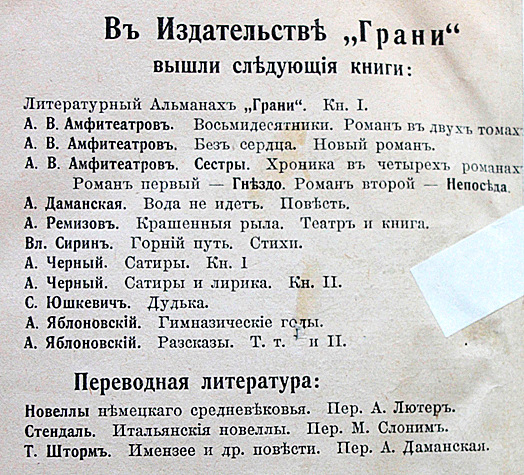 Въ Издательствѣ „Грани“
вышли слѣдующія книги:
Литературный Альманахъ „Грани“. Кн. I.
А. В. Амфитеатровъ. Восьмидесятники. Романъ въ двухъ томахъ
А. В. Амфитеатровъ. Безъ сердца. Новый романъ.
А. В. Амфитеатровъ. Сестры. Хроника въ четырехъ романахъ
Романъ первый — Гнѣздо. Романъ второй — Непосѣда.
А. Даманская. Вода не идетъ. Повѣсть.
А. Ремизовъ. Крашенныя рыла. Театръ и книга.
Вл. Сиринъ. Горній путь. Стихи.
А. Черный. Сатиры. Кн. I
А. Черный. Сатиры и лирика. Кн. II.
С. Юшкевичъ. Дудька.
А. Яблоновскій. Гимназическіе годы.
А. Яблоновскій. Разсказы. Т. т. и II.
Переводная литература:
Новеллы нѣмецкаго средневѣковья. Пер. А. Лютеръ.
Стендаль. Итальянскія новеллы. Пер. М. Слонимъ.
Т. Штормъ. Имензее и др. повѣсти. Пер. А. Даманская.